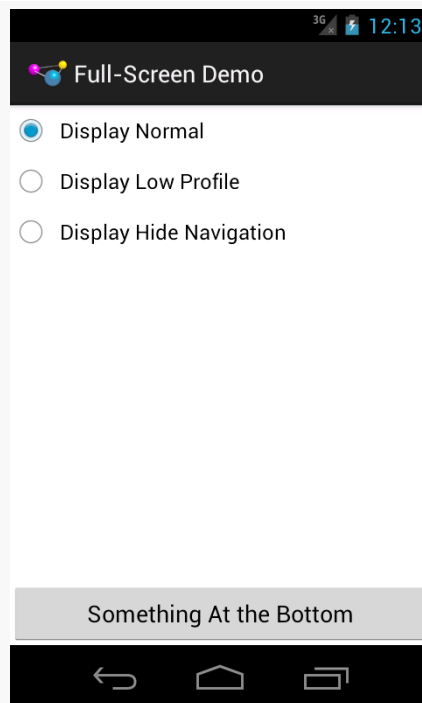 3G 12:13
Full-Screen Demo
Display Normal
Display Low Profile
Display Hide Navigation
Something At the Bottom